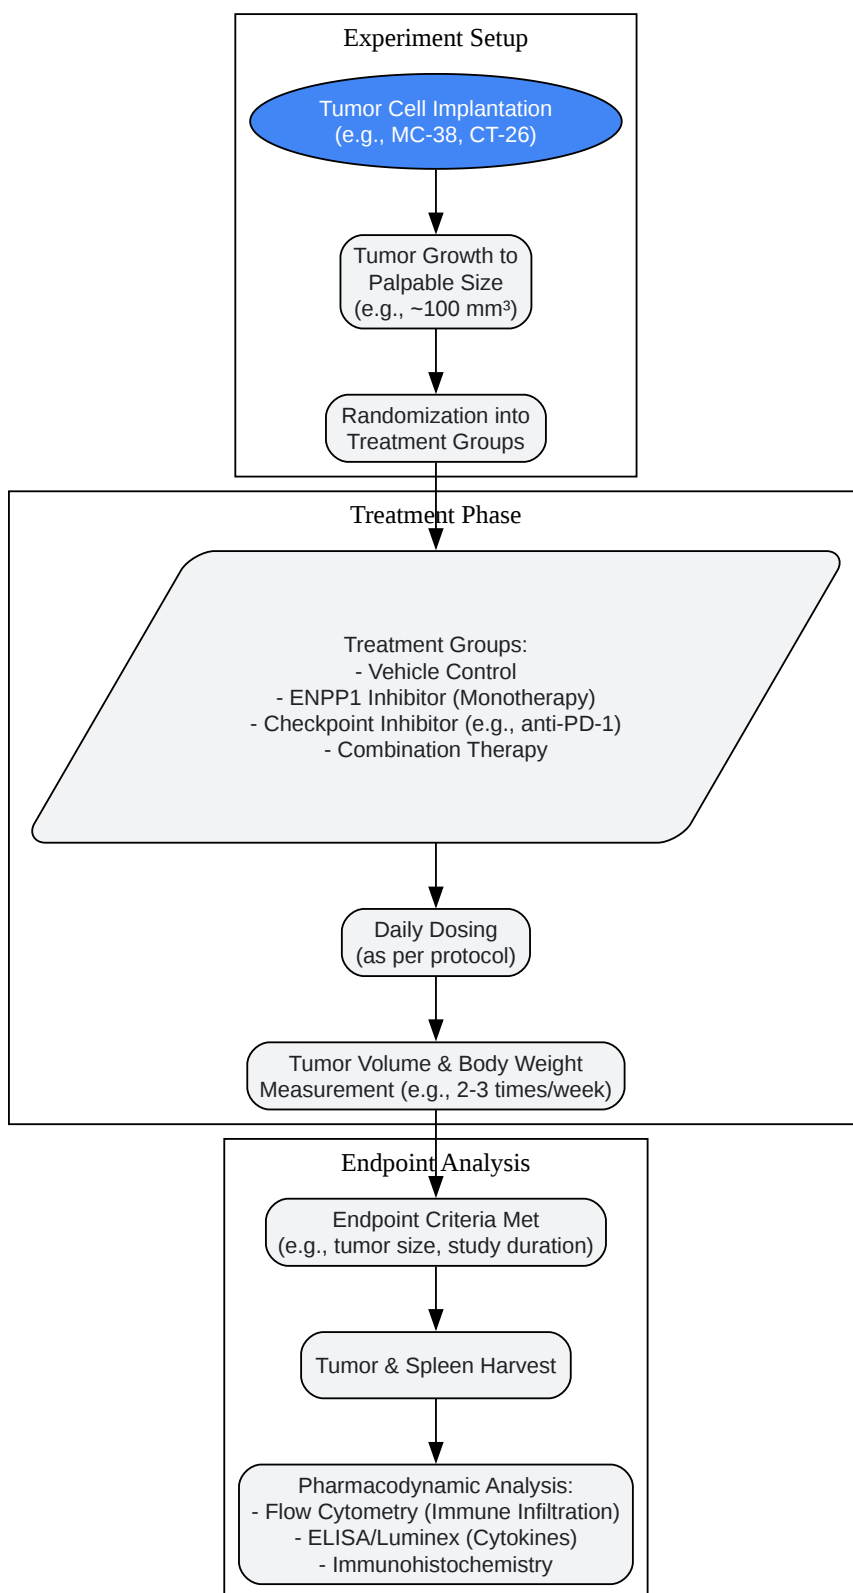 Experiment Setup
Tumor Cell Implantation
(e.g., MC-38, CT-26)
Tumor Growth to
Palpable Size
(e.g., ~100 mm³)
Randomization into
Treatment Groups
Treatment Phase
Treatment Groups:
- Vehicle Control
- ENPP1 Inhibitor (Monotherapy)
- Checkpoint Inhibitor (e.g., anti-PD-1)
- Combination Therapy
Daily Dosing
(as per protocol)
Tumor Volume & Body Weight
Measurement (e.g., 2-3 times/week)
Endpoint Analysis
Endpoint Criteria Met
(e.g., tumor size, study duration)
Tumor & Spleen Harvest
Pharmacodynamic Analysis:
- Flow Cytometry (Immune Infiltration)
- ELISA/Luminex (Cytokines)
- Immunohistochemistry